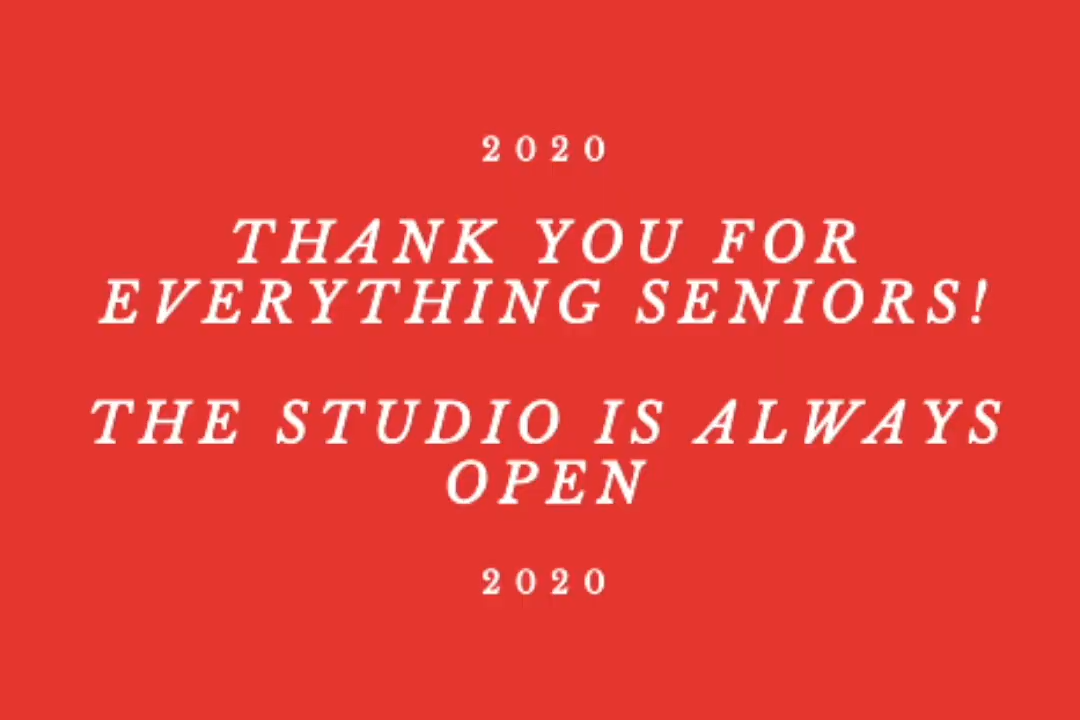 2020
THANK YOU FOR
EVERYTHING SENIORS!
THE STUDIO IS ALWAYS
OPEN
2020